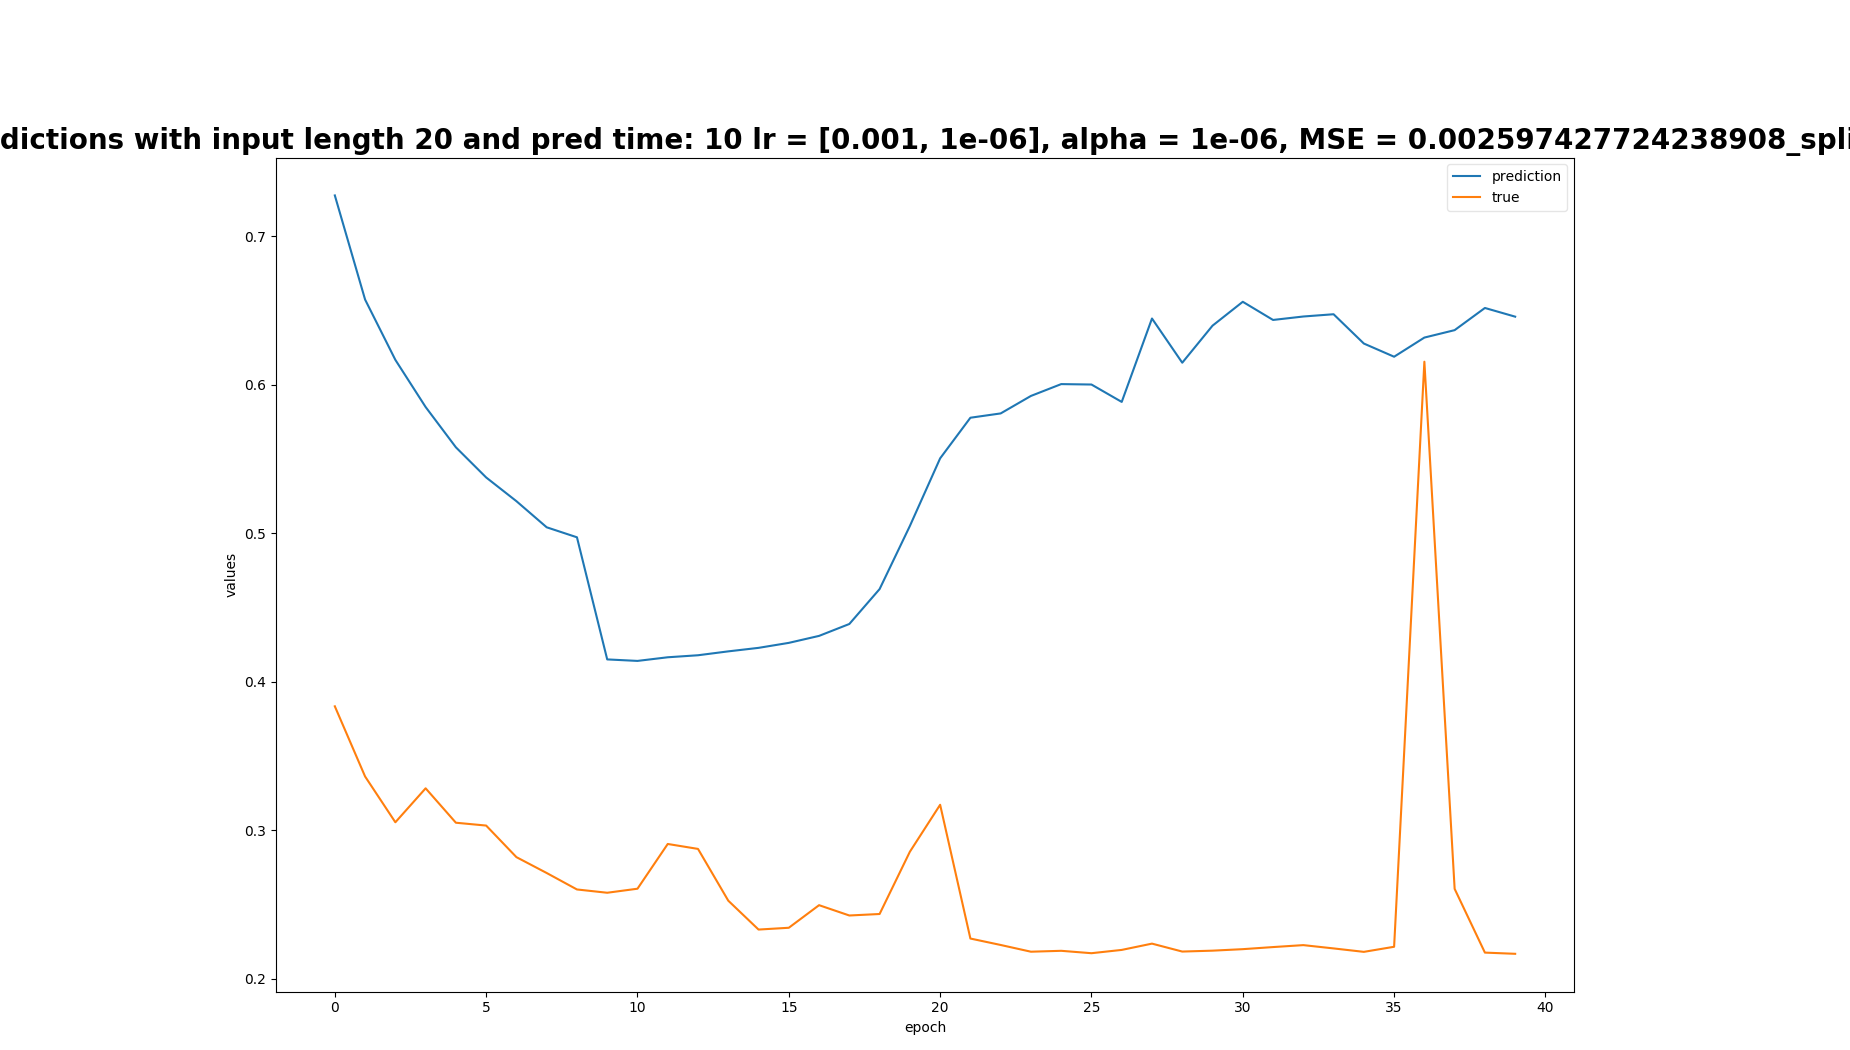 dictions with input length 20 and pred time: 10 lr = [0.001, 1e-06], alpha = 1e-06, MSE = 0.002597427724238908_spli
prediction
true
0.7
0.6
0.5
0.4
0.3
0.2
values
0 5 10 15 20 25 30 35 40
epoch